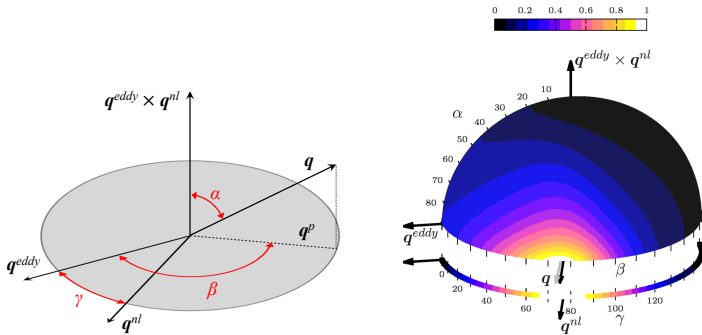 q^eddy × q^nl
q
α
q^p
q^eddy
β
γ
q^nl
0 0.2 0.4 0.6 0.8 1
q^eddy × q^nl
α
10
20
30
40
50
60
70
80
q^eddy
q
β
0
20
40
60
80
100
120
q^nl
γ